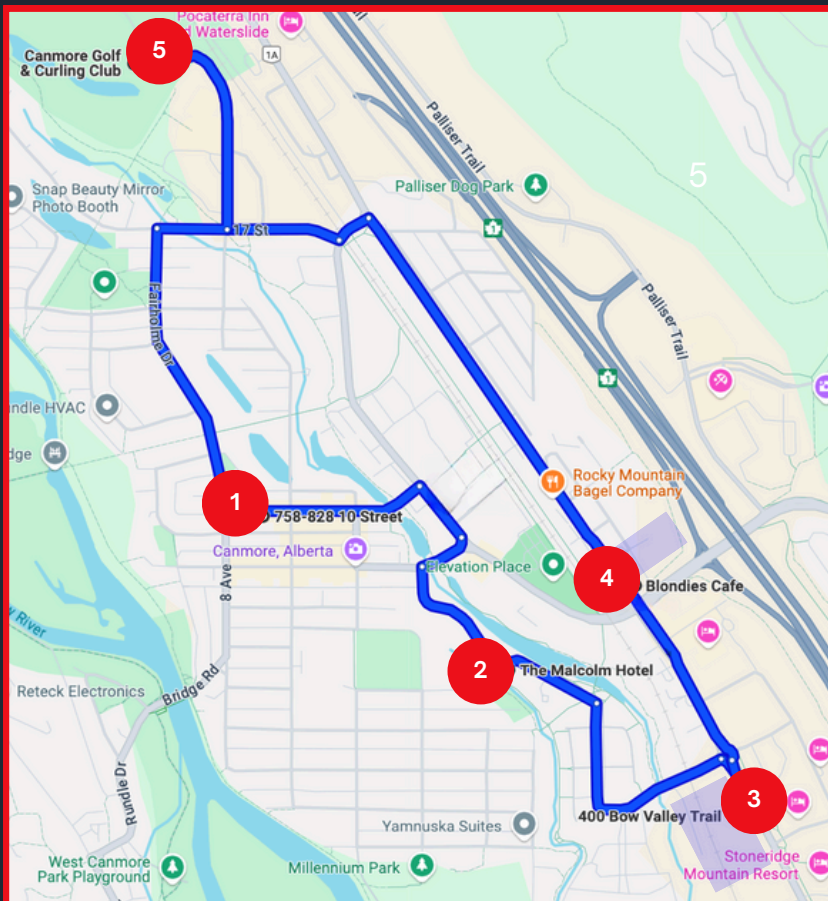 Pocaterra Inn
d Waterslide
1A
Canmore Golf
& Curling Club
5
Palliser Trail
Palliser Dog Park
5
Snap Beauty Mirror
Photo Booth
1
17 St
Palliser Trail
Fairholme Dr
1
undle HVAC
dge
Rocky Mountain
Bagel Company
1
758-828 10 Street
Canmore, Alberta
Elevation Place
4
Blondies Cafe
8 Ave
y River
2
The Malcolm Hotel
Reteck Electronics
Bridge Rd
Rundle Dr
3
400 Bow Valley Trail
Yamnuska Suites
Stoneridge
Mountain Resort
West Canmore
Park Playground
Millennium Park